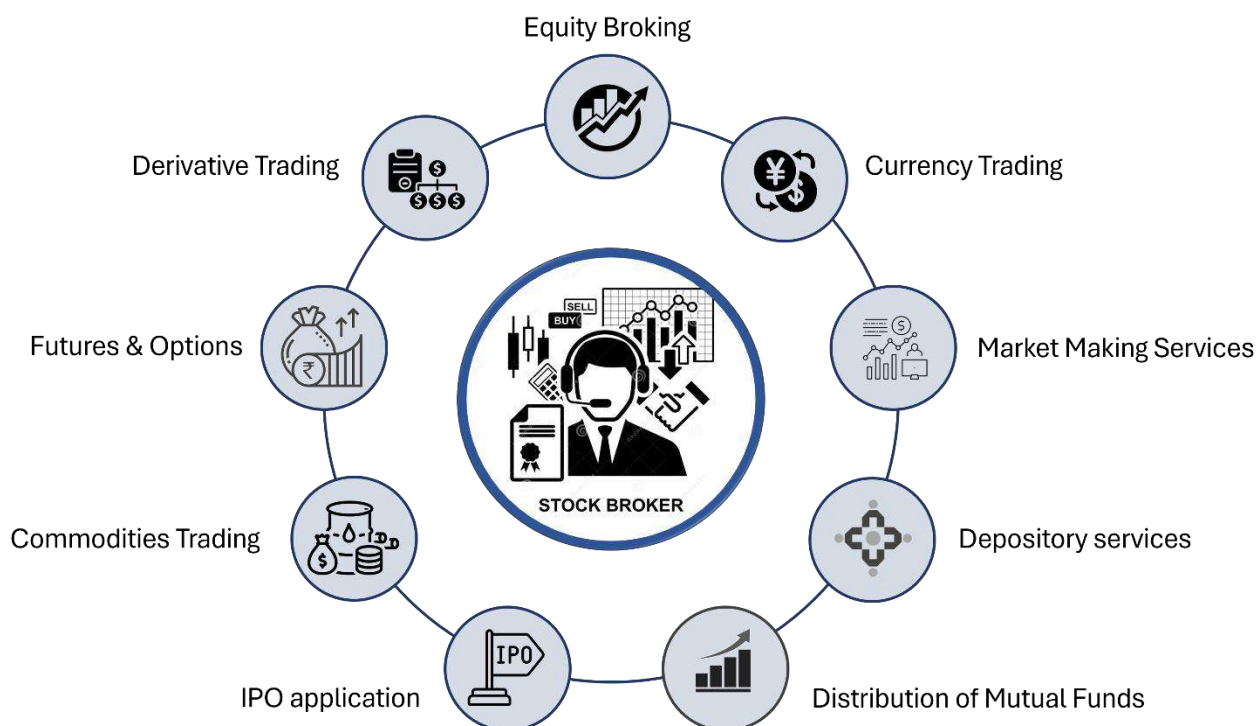 Equity Broking
Derivative Trading
Currency Trading
SELL
BUY
Futures & Options
₹
Market Making Services
STOCK BROKER
Commodities Trading
Depository services
IPO
IPO application
Distribution of Mutual Funds